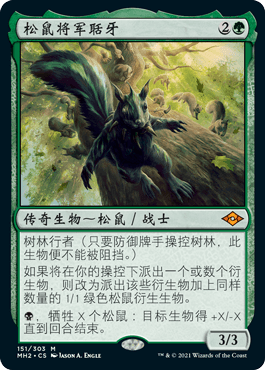 松鼠将军聒牙 2
传奇生物～松鼠 / 战士
树林行者（只要防御牌手操控树林，此
生物便不能被阻挡。）
如果将在你的操控下派出一个或数个衍
生物，则改为派出该些衍生物加上同样
数量的 1/1 绿色松鼠衍生生物。
，牺牲 X 个松鼠：目标生物得 +X/-X
直到回合结束。
3/3
151/303 M
MH2 • CS JASON A. ENGLE
™ & © 2021 Wizards of the Coast